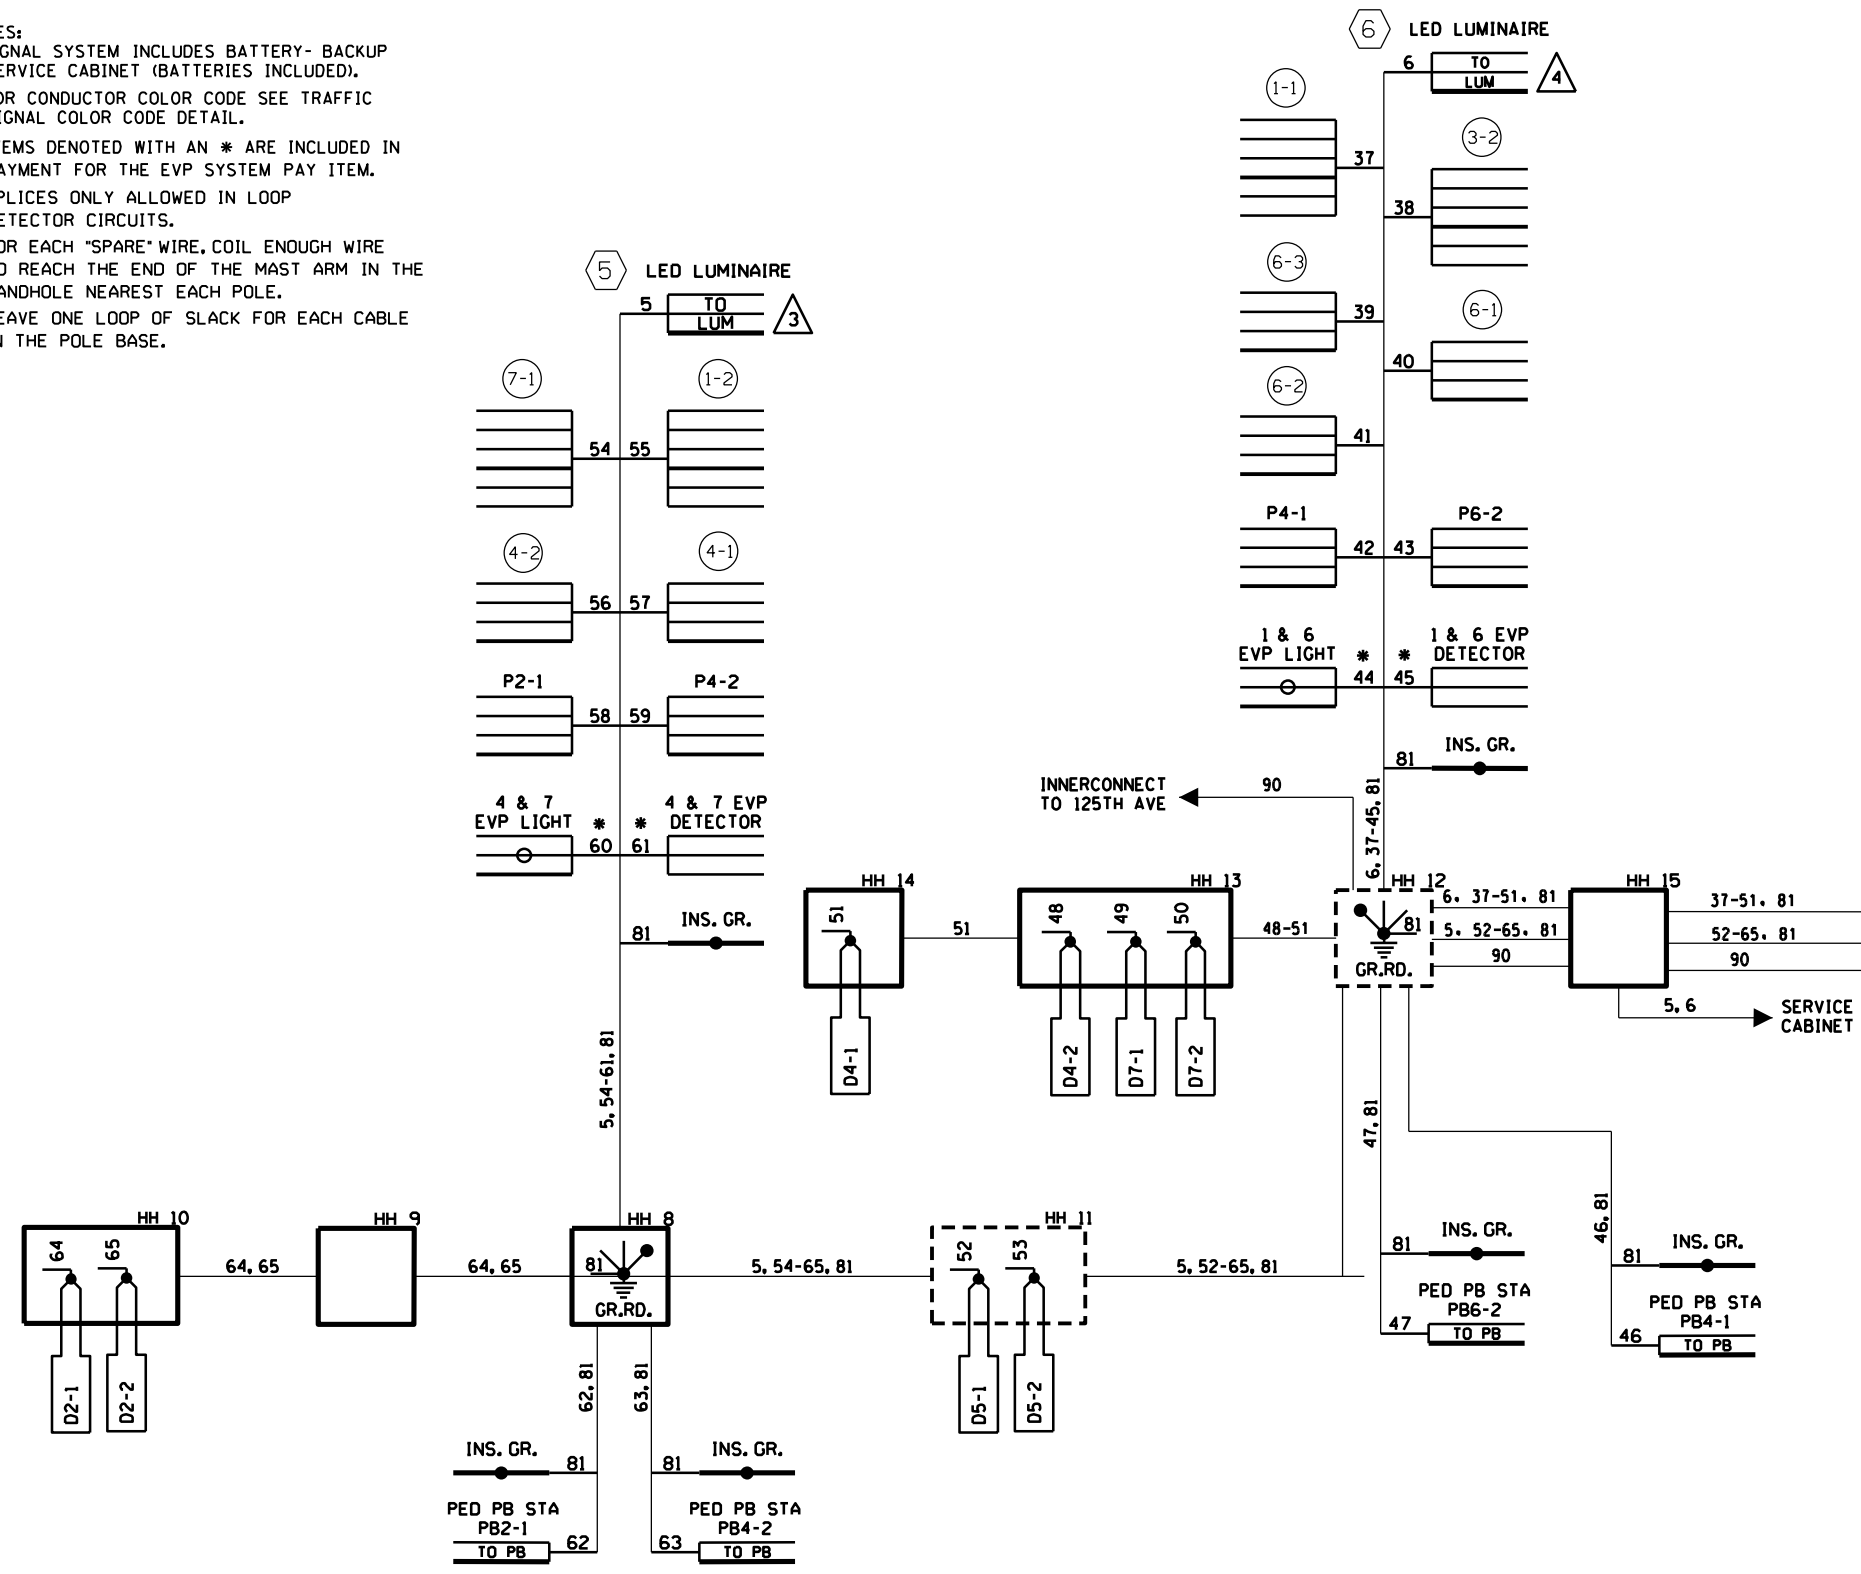 ES:
GNAL SYSTEM INCLUDES BATTERY- BACKUP
ERVICE CABINET (BATTERIES INCLUDED).
OR CONDUCTOR COLOR CODE SEE TRAFFIC
IGNAL COLOR CODE DETAIL.
EMS DENOTED WITH AN * ARE INCLUDED IN
AYMENT FOR THE EVP SYSTEM PAY ITEM.
PLICES ONLY ALLOWED IN LOOP
ETECTOR CIRCUITS.
OR EACH "SPARE" WIRE, COIL ENOUGH WIRE
O REACH THE END OF THE MAST ARM IN THE
ANDHOLE NEAREST EACH POLE.
EAVE ONE LOOP OF SLACK FOR EACH CABLE
N THE POLE BASE.
5
LED LUMINAIRE
5
TO
LUM
3
7-1
1-2
54
55
4-2
4-1
56
57
P2-1
P4-2
58
59
4 & 7
EVP LIGHT
*
*
4 & 7 EVP
DETECTOR
60
61
81
INS. GR.
5, 54-61, 81
6
LED LUMINAIRE
6
TO
LUM
4
1-1
37
3-2
38
6-3
39
6-1
40
6-2
41
P4-1
P6-2
42
43
1 & 6
EVP LIGHT
*
*
1 & 6 EVP
DETECTOR
44
45
81
INS. GR.
INNERCONNECT
TO 125TH AVE
90
6, 37-45, 81
HH 14
51
D4-1
51
HH 13
48
49
50
D4-2
D7-1
D7-2
48-51
HH 12
81
GR.RD.
6, 37-51, 81
5, 52-65, 81
90
HH 15
37-51, 81
52-65, 81
90
5, 6
SERVICE
CABINET
47, 81
46, 81
HH 10
64
65
D2-1
D2-2
64, 65
HH 9
64, 65
HH 8
81
GR.RD.
5, 54-65, 81
HH 11
52
53
D5-1
D5-2
5, 52-65, 81
81
INS. GR.
PED PB STA
PB6-2
47
TO PB
81
INS. GR.
PED PB STA
PB4-1
46
TO PB
62, 81
63, 81
INS. GR.
81
81
INS. GR.
PED PB STA
PB2-1
TO PB
62
PED PB STA
PB4-2
63
TO PB